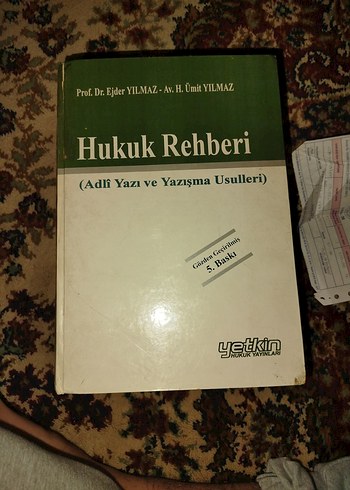 Prof. Dr. Ejder YILMAZ - Av. H. Ümit YILMAZ
Hukuk Rehberi
(Adlî Yazı ve Yazışma Usulleri)
Gözden Geçirilmiş
5. Baskı
yetkin
HUKUK YAYINLARI